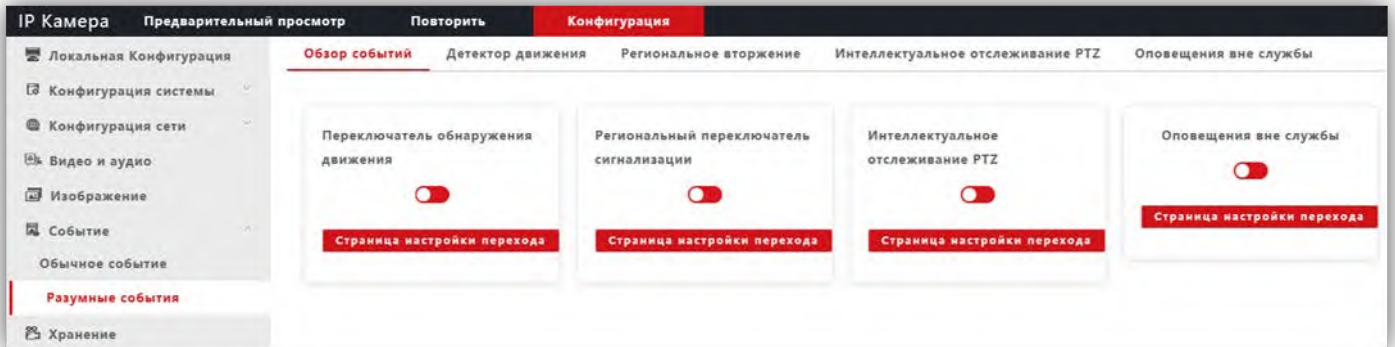 IP Камера Предварительный просмотр Повторить Конфигурация
Локальная Конфигурация
Конфигурация системы
Конфигурация сети
Видео и аудио
Изображение
Событие
Обычное событие
Разумные события
Хранение
Обзор событий Детектор движения Региональное вторжение Интеллектуальное отслеживание PTZ Оповещения вне службы
Переключатель обнаружения
движения
Страница настройки перехода
Региональный переключатель
сигнализации
Страница настройки перехода
Интеллектуальное
отслеживание PTZ
Страница настройки перехода
Оповещения вне службы
Страница настройки перехода